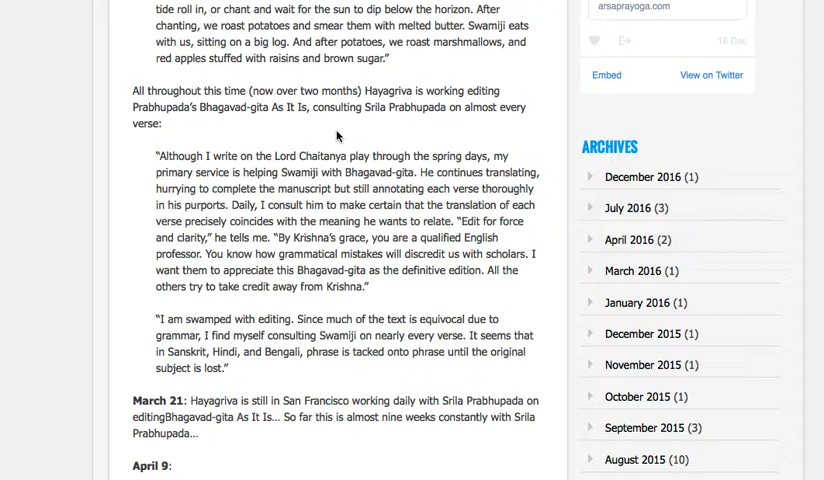 tide roll in, or chant and wait for the sun to dip below the horizon. After
chanting, we roast potatoes and smear them with melted butter. Swamiji eats
with us, sitting on a big log. And after potatoes, we roast marshmallows, and
red apples stuffed with raisins and brown sugar.”
All throughout this time (now over two months) Hayagriva is working editing
Prabhupada’s Bhagavad-gita As It Is, consulting Srila Prabhupada on almost every
verse:
“Although I write on the Lord Chaitanya play through the spring days, my
primary service is helping Swamiji with Bhagavad-gita. He continues translating,
hurrying to complete the manuscript but still annotating each verse thoroughly
in his purports. Daily, I consult him to make certain that the translation of each
verse precisely coincides with the meaning he wants to relate. “Edit for force
and clarity,” he tells me. “By Krishna’s grace, you are a qualified English
professor. You know how grammatical mistakes will discredit us with scholars. I
want them to appreciate this Bhagavad-gita as the definitive edition. All the
others try to take credit away from Krishna.”
“I am swamped with editing. Since much of the text is equivocal due to
grammar, I find myself consulting Swamiji on nearly every verse. It seems that
in Sanskrit, Hindi, and Bengali, phrase is tacked onto phrase until the original
subject is lost.”
March 21: Hayagriva is still in San Francisco working daily with Srila Prabhupada on
editingBhagavad-gita As It Is… So far this is almost nine weeks constantly with Srila
Prabhupada…
April 9:
arsaprayoga.com
15 Dec
Embed
View on Twitter
ARCHIVES
December 2016 (1)
July 2016 (3)
April 2016 (2)
March 2016 (1)
January 2016 (1)
December 2015 (1)
November 2015 (1)
October 2015 (1)
September 2015 (3)
August 2015 (10)